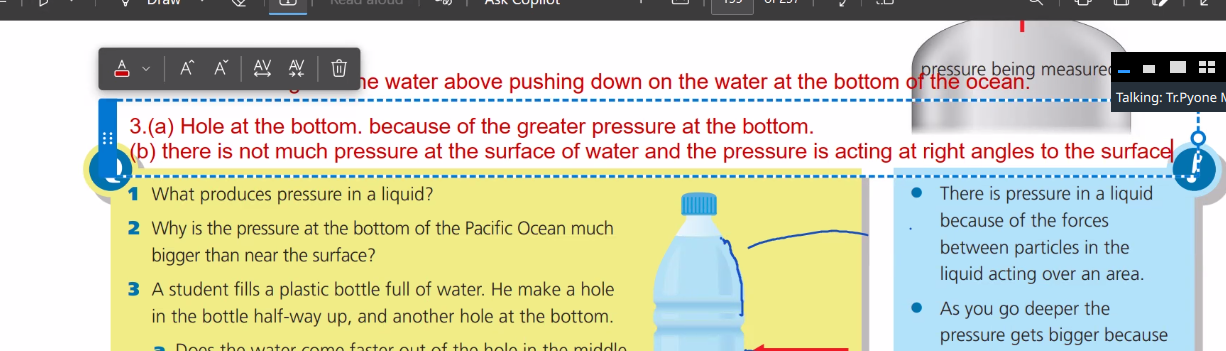 Draw
Read aloud
Ask Copilot
of 257
pressure being measured
he water above pushing down on the water at the bottom of the ocean.
Talking: Tr.Pyone
3.(a) Hole at the bottom. because of the greater pressure at the bottom.
(b) there is not much pressure at the surface of water and the pressure is acting at right angles to the surface
1 What produces pressure in a liquid?
2 Why is the pressure at the bottom of the Pacific Ocean much
bigger than near the surface?
3 A student fills a plastic bottle full of water. He make a hole
in the bottle half-way up, and another hole at the bottom.
a Does the water come faster out of the hole in the middle
There is pressure in a liquid
because of the forces
between particles in the
liquid acting over an area.
As you go deeper the
pressure gets bigger because